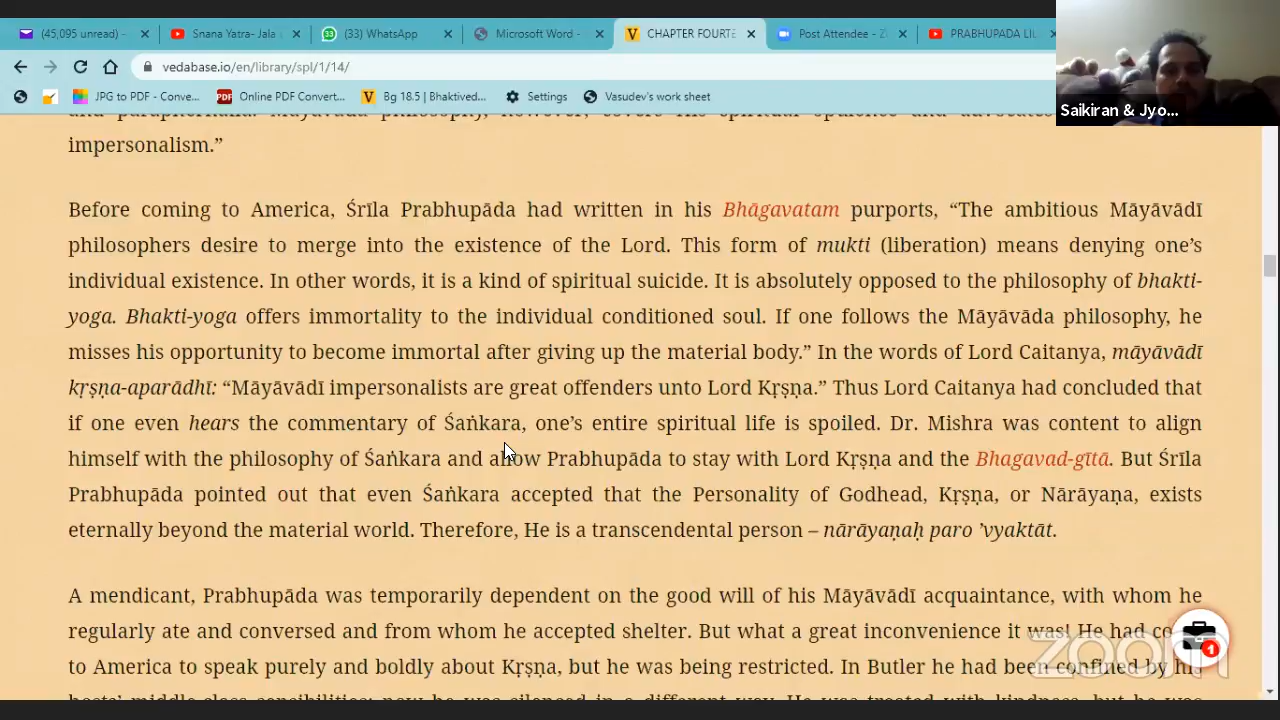 (45,095 unread) -
Snana Yatra- Jala
33
(33) WhatsApp
Microsoft Word -
CHAPTER FOURTE
Post Attendee - Z
PRABHUPADA LIL
vedabase.io/en/library/spl/1/14/
JPG to PDF - Conve...
PDF
Online PDF Convert...
Bg 18.5 | Bhaktived...
Settings
Vasudev's work sheet
Saikiran & Jyo...
impersonalism.”
Before coming to America, Śrīla Prabhupāda had written in his Bhāgavatam purports, “The ambitious Māyāvādī
philosophers desire to merge into the existence of the Lord. This form of mukti (liberation) means denying one’s
individual existence. In other words, it is a kind of spiritual suicide. It is absolutely opposed to the philosophy of bhakti-
yoga. Bhakti-yoga offers immortality to the individual conditioned soul. If one follows the Māyāvāda philosophy, he
misses his opportunity to become immortal after giving up the material body.” In the words of Lord Caitanya, māyāvādī
kṛṣṇa-aparādhī: “Māyāvādī impersonalists are great offenders unto Lord Kṛṣṇa.” Thus Lord Caitanya had concluded that
if one even hears the commentary of Śaṅkara, one’s entire spiritual life is spoiled. Dr. Mishra was content to align
himself with the philosophy of Śaṅkara and allow Prabhupāda to stay with Lord Kṛṣṇa and the Bhagavad-gītā. But Śrīla
Prabhupāda pointed out that even Śaṅkara accepted that the Personality of Godhead, Kṛṣṇa, or Nārāyaṇa, exists
eternally beyond the material world. Therefore, He is a transcendental person – nārāyaṇaḥ paro ’vyaktāt.
A mendicant, Prabhupāda was temporarily dependent on the good will of his Māyāvādī acquaintance, with whom he
regularly ate and conversed and from whom he accepted shelter. But what a great inconvenience it was! He had
to America to speak purely and boldly about Kṛṣṇa, but he was being restricted. In Butler he had been confined by his
zoom
1